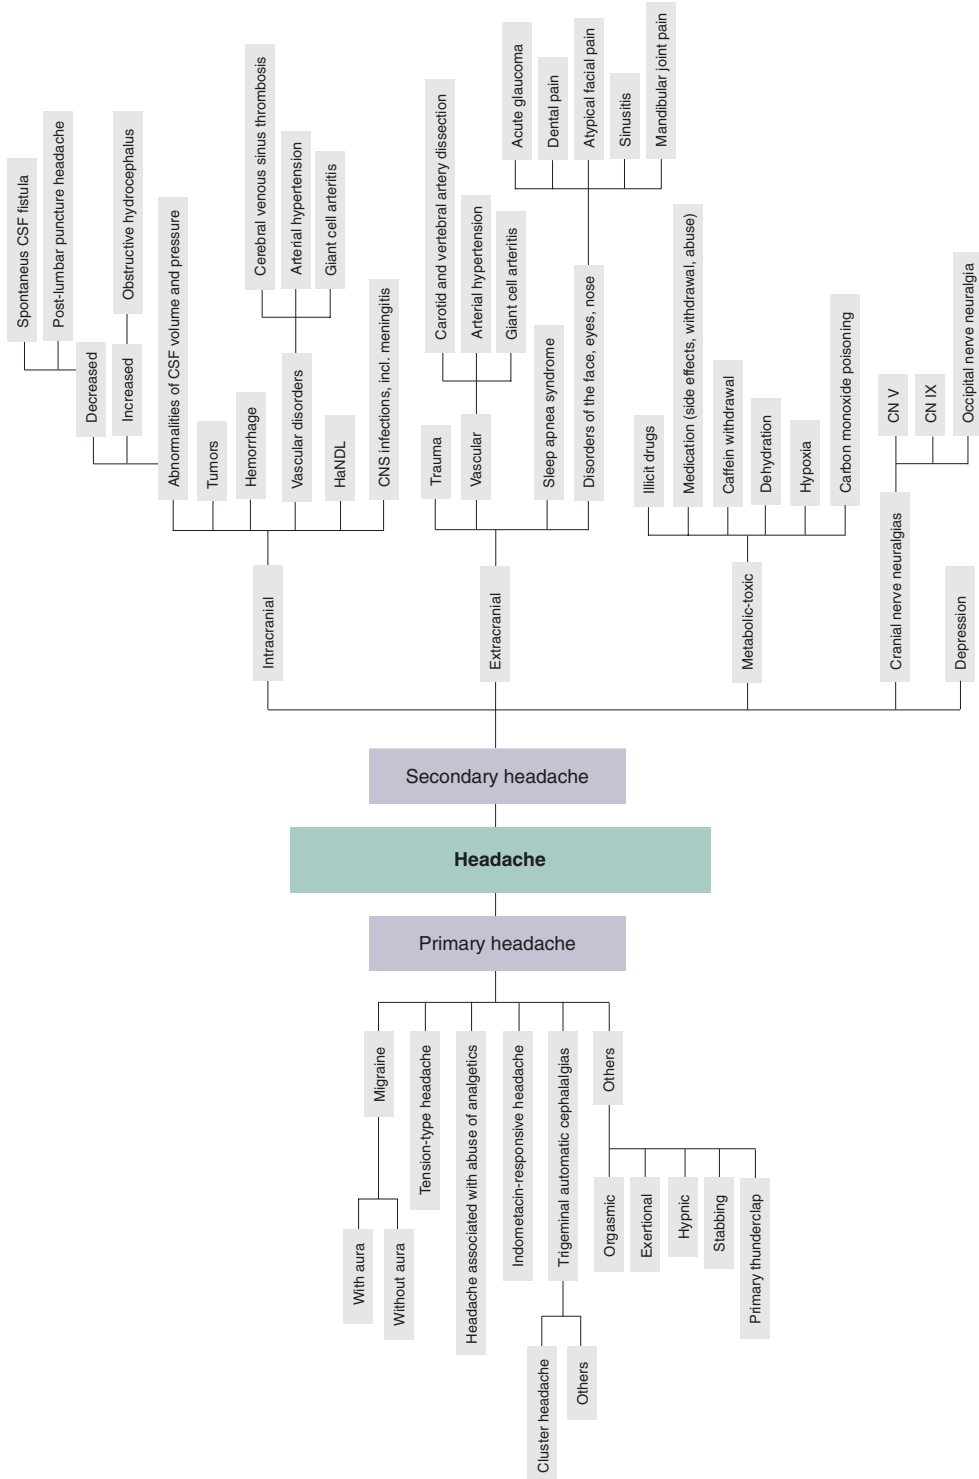 Headache
Primary headache
Migraine
With aura
Without aura
Tension-type headache
Headache associated with abuse of analgetics
Indometacin-responsive headache
Trigeminal automatic cephalalgias
Cluster headache
Others
Others
Orgasmic
Exertional
Hypnic
Stabbing
Primary thunderclap
Secondary headache
Intracranial
Abnormalities of CSF volume and pressure
Decreased
Spontaneus CSF fistula
Post-lumbar puncture headache
Increased
Obstructive hydrocephalus
Tumors
Hemorrhage
Vascular disorders
Cerebral venous sinus thrombosis
Arterial hypertension
Giant cell arteritis
HaNDL
CNS infections, incl. meningitis
Extracranial
Trauma
Vascular
Carotid and vertebral artery dissection
Arterial hypertension
Giant cell arteritis
Sleep apnea syndrome
Disorders of the face, eyes, nose
Acute glaucoma
Dental pain
Atypical facial pain
Sinusitis
Mandibular joint pain
Metabolic-toxic
Illicit drugs
Medication (side effects, withdrawal, abuse)
Caffein withdrawal
Dehydration
Hypoxia
Carbon monoxide poisoning
Cranial nerve neuralgias
CN V
CN IX
Occipital nerve neuralgia
Depression